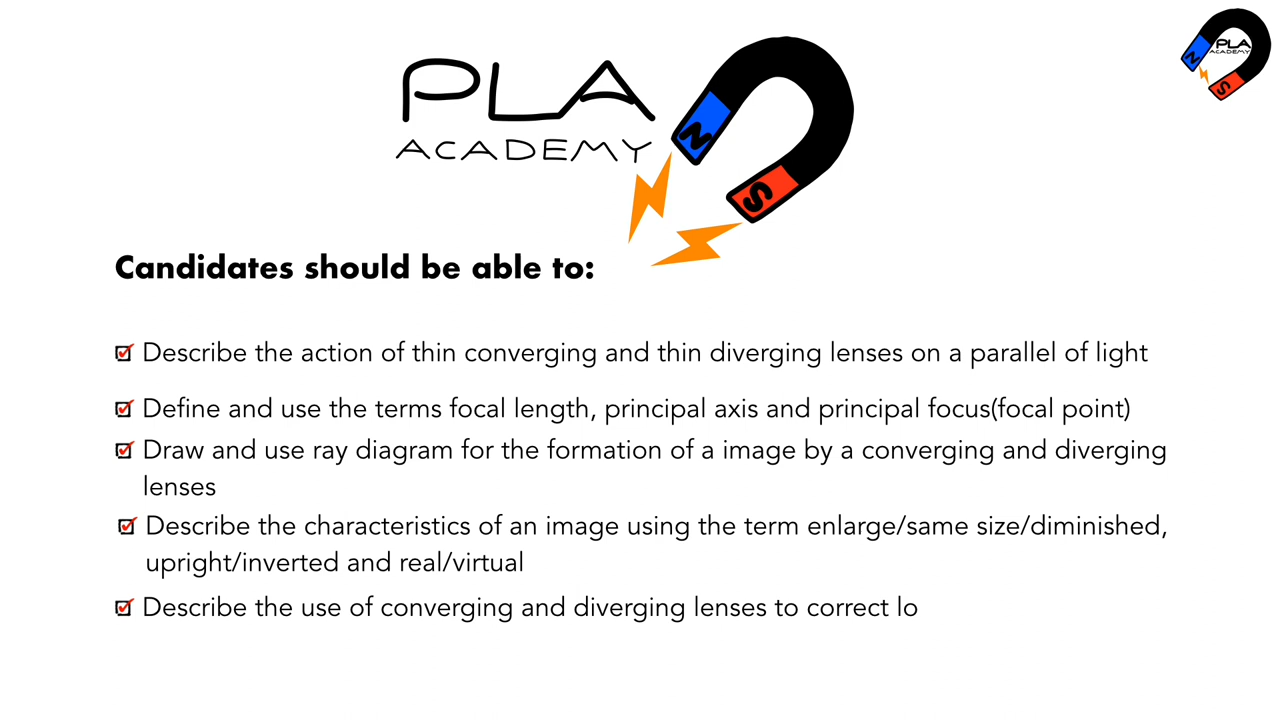 PLA
ACADEMY
N
S
PLA
ACADEMY
N
S
Candidates should be able to:
Describe the action of thin converging and thin diverging lenses on a parallel of light
Define and use the terms focal length, principal axis and principal focus(focal point)
Draw and use ray diagram for the formation of a image by a converging and diverging
lenses
Describe the characteristics of an image using the term enlarge/same size/diminished,
upright/inverted and real/virtual
Describe the use of converging and diverging lenses to correct lo